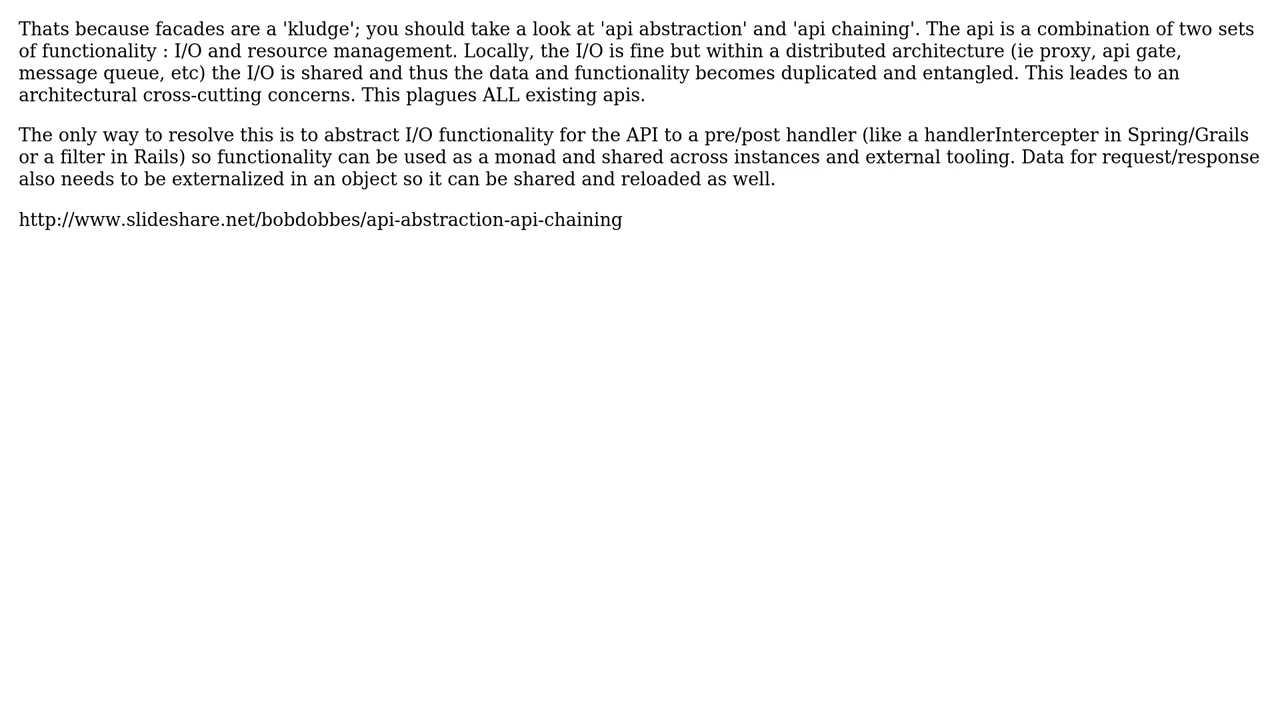 Thats because facades are a 'kludge'; you should take a look at 'api abstraction' and 'api chaining'. The api is a combination of two sets
of functionality : I/O and resource management. Locally, the I/O is fine but within a distributed architecture (ie proxy, api gate,
message queue, etc) the I/O is shared and thus the data and functionality becomes duplicated and entangled. This leades to an
architectural cross-cutting concerns. This plagues ALL existing apis.
The only way to resolve this is to abstract I/O functionality for the API to a pre/post handler (like a handlerIntercepter in Spring/Grails
or a filter in Rails) so functionality can be used as a monad and shared across instances and external tooling. Data for request/response
also needs to be externalized in an object so it can be shared and reloaded as well.
http://www.slideshare.net/bobdobbes/api-abstraction-api-chaining